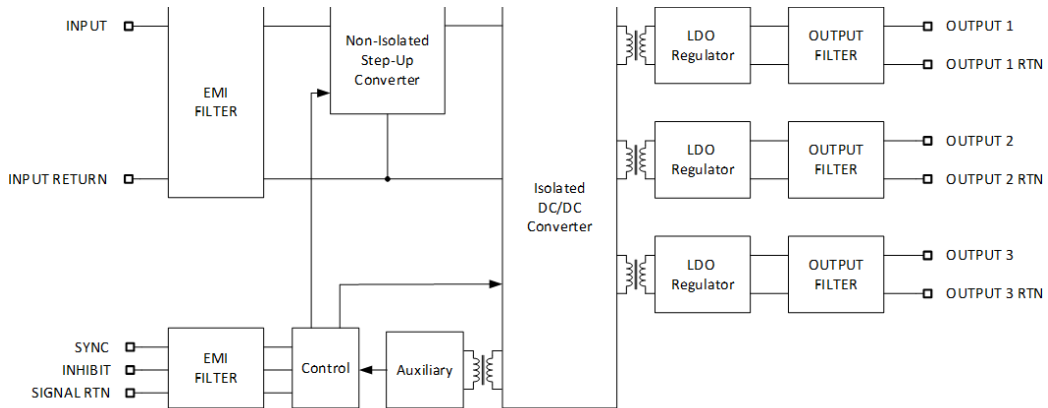 INPUT
INPUT RETURN
EMI
FILTER
Non-Isolated
Step-Up
Converter
Isolated
DC/DC
Converter
LDO
Regulator
OUTPUT
FILTER
OUTPUT 1
OUTPUT 1 RTN
LDO
Regulator
OUTPUT
FILTER
OUTPUT 2
OUTPUT 2 RTN
LDO
Regulator
OUTPUT
FILTER
OUTPUT 3
OUTPUT 3 RTN
SYNC
INHIBIT
SIGNAL RTN
EMI
FILTER
Control
Auxiliary